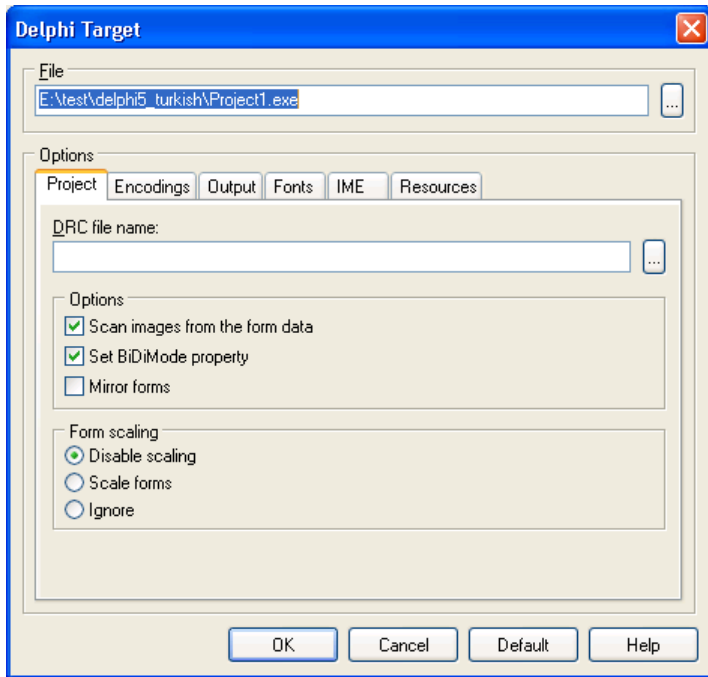 Delphi Target
File
E:\test\delphi5_turkish\Project1.exe
...
Options
Project Encodings Output Fonts IME Resources
DRC file name:
...
Options
Scan images from the form data
Set BiDiMode property
Mirror forms
Form scaling
Disable scaling
Scale forms
Ignore
OK Cancel Default Help